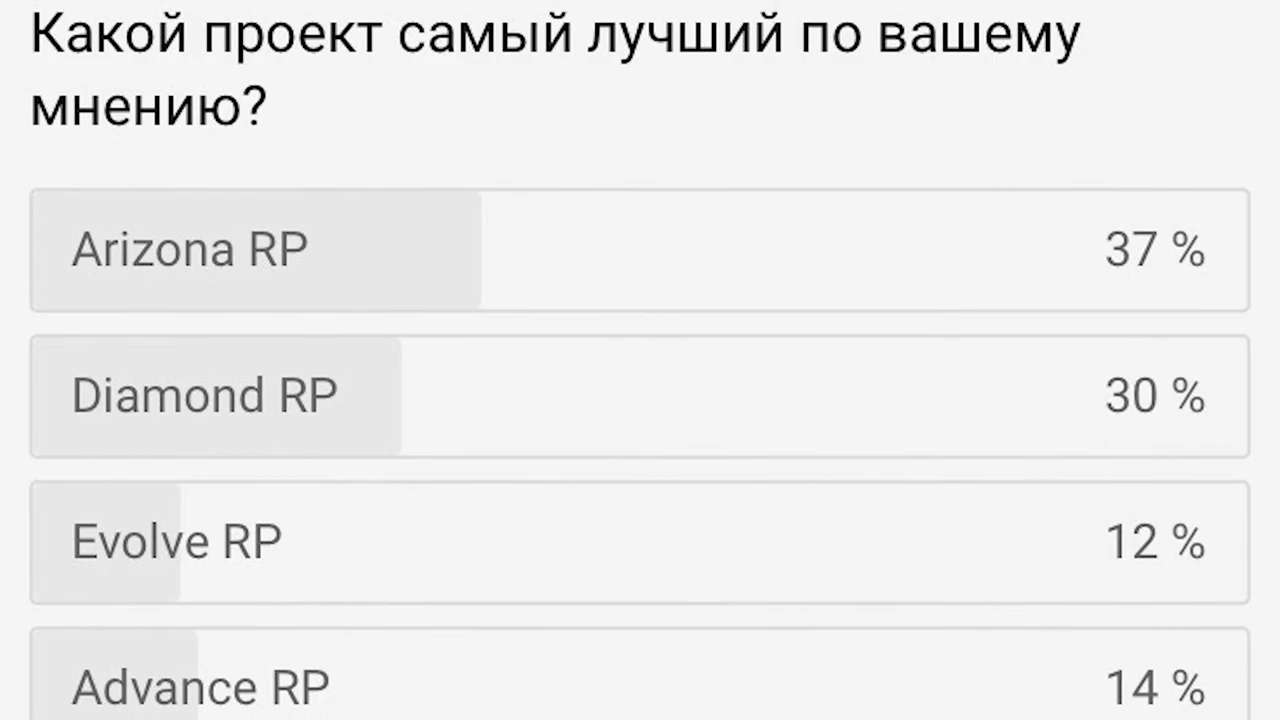 Какой проект самый лучший по вашему
мнению?
Arizona RP 37 %
Diamond RP 30 %
Evolve RP 12 %
Advance RP 14 %